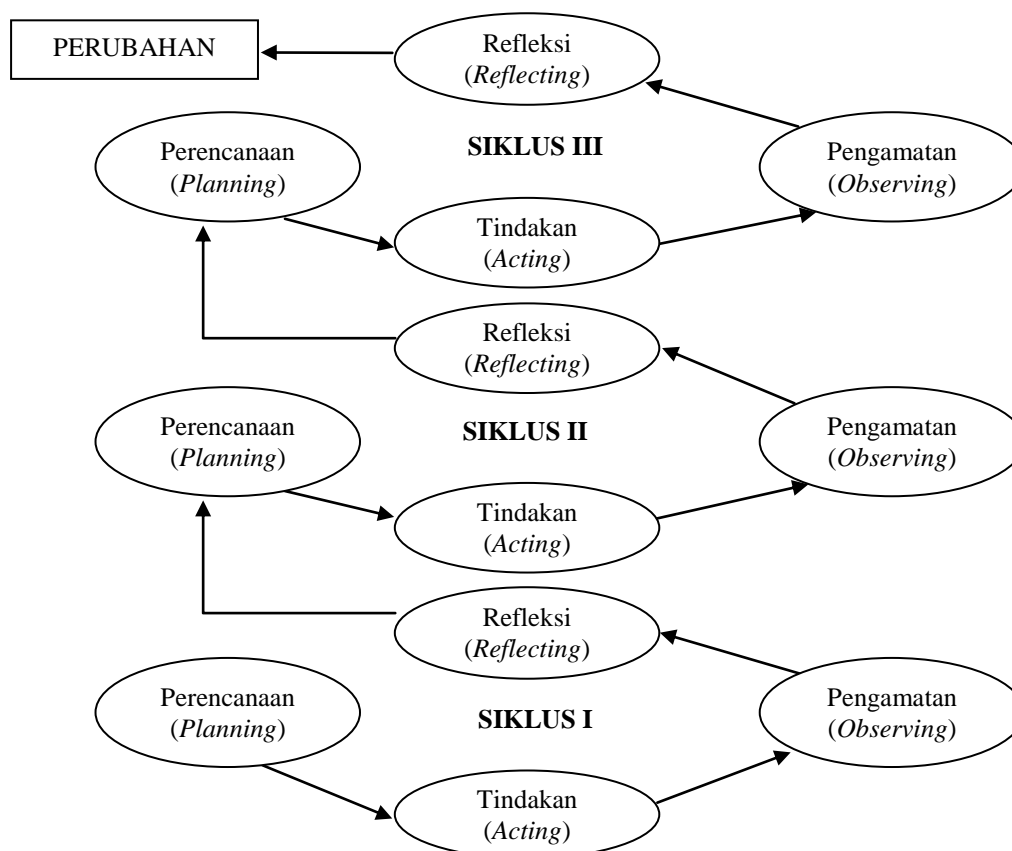 PERUBAHAN
Refleksi
(Reflecting)
SIKLUS III
Perencanaan
(Planning)
Pengamatan
(Observing)
Tindakan
(Acting)
Refleksi
(Reflecting)
Perencanaan
(Planning)
SIKLUS II
Pengamatan
(Observing)
Tindakan
(Acting)
Refleksi
(Reflecting)
Perencanaan
(Planning)
SIKLUS I
Pengamatan
(Observing)
Tindakan
(Acting)